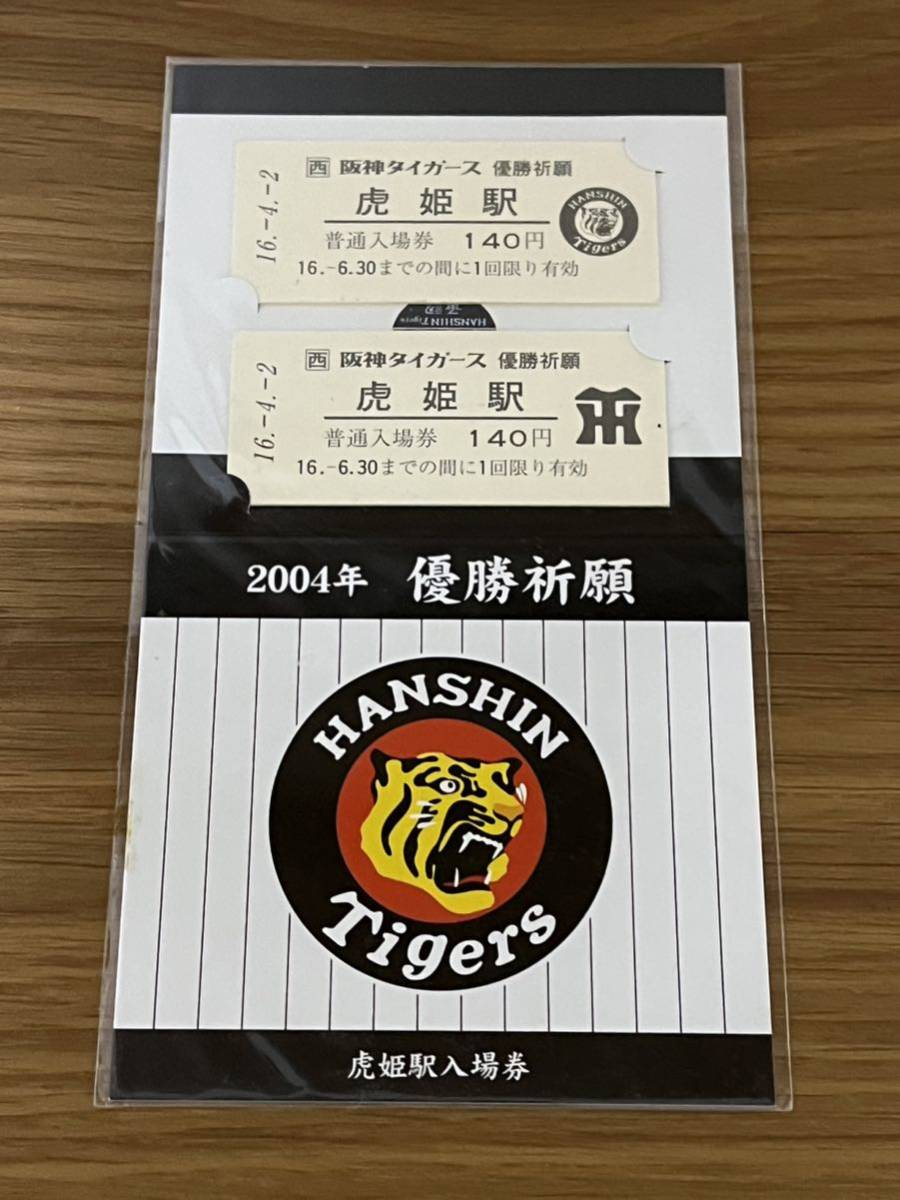 16.-4.-2
西 阪神タイガース 優勝祈願
虎姫駅
普通入場券 140円
16.-6.30までの間に1回限り有効
HANSHIN Tigers
HANSHIN Tigers
16.-4.-2
西 阪神タイガース 優勝祈願
虎姫駅
普通入場券 140円
16.-6.30までの間に1回限り有効
2004年 優勝祈願
HANSHIN
Tigers
虎姫駅入場券